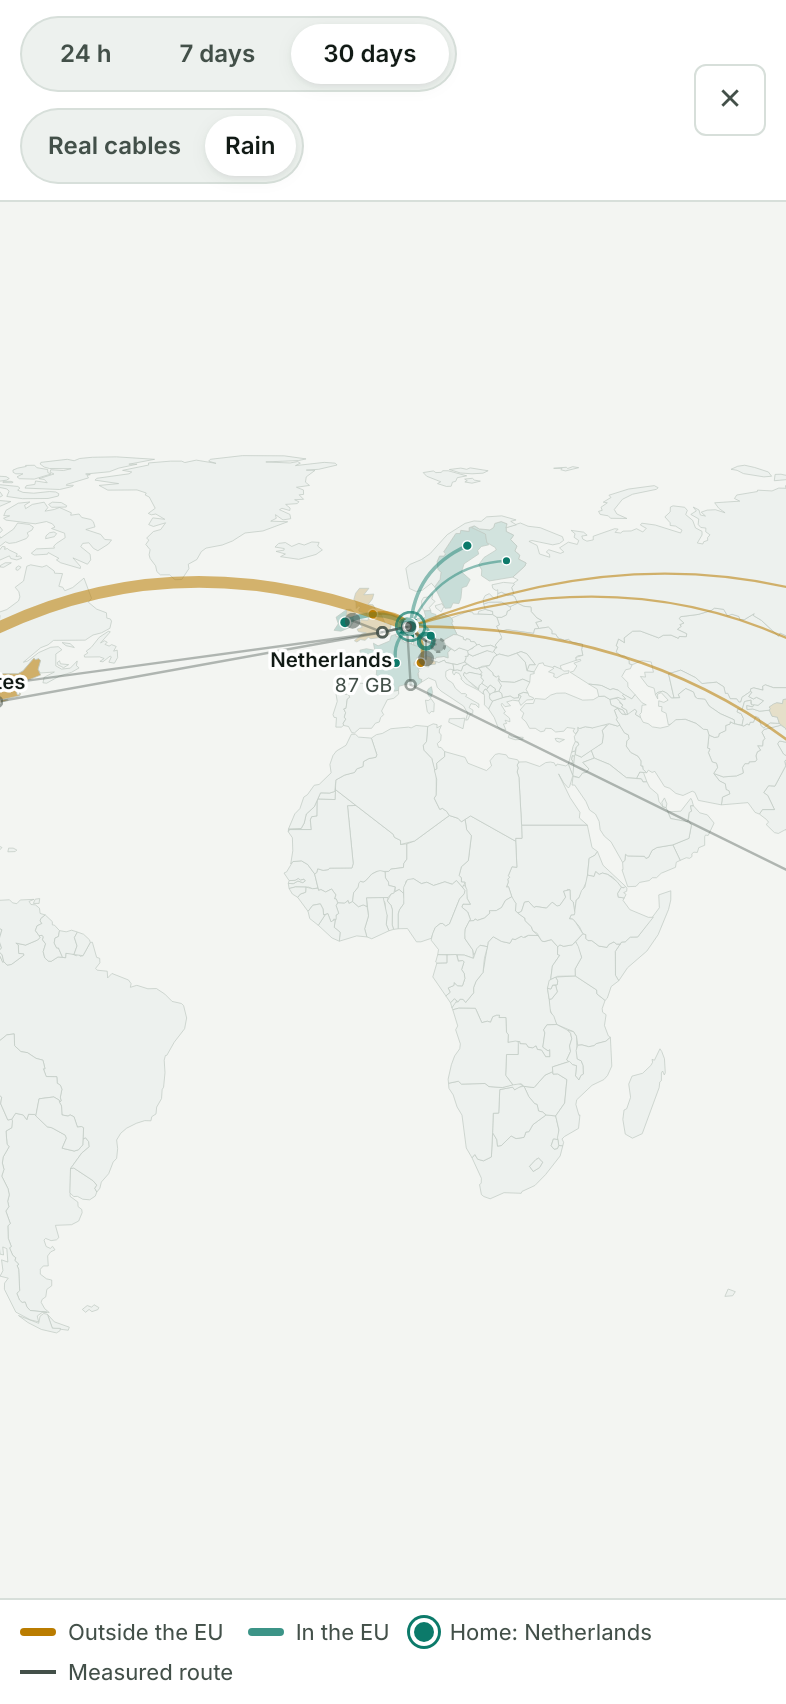 24 h 7 days 30 days
×
Real cables Rain
Netherlands
87 GB
tes
Outside the EU In the EU Home: Netherlands
Measured route